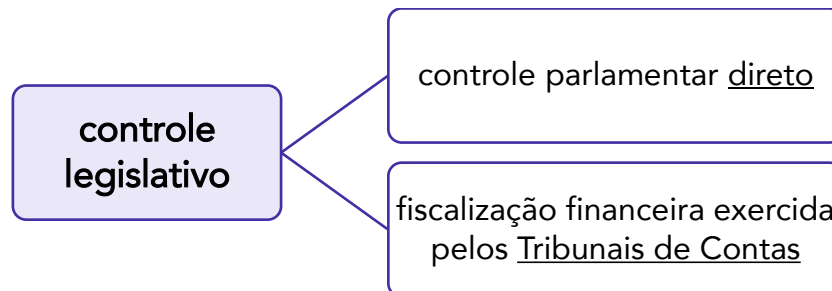 controle
legislativo
controle parlamentar direto
fiscalização financeira exercida
pelos Tribunais de Contas